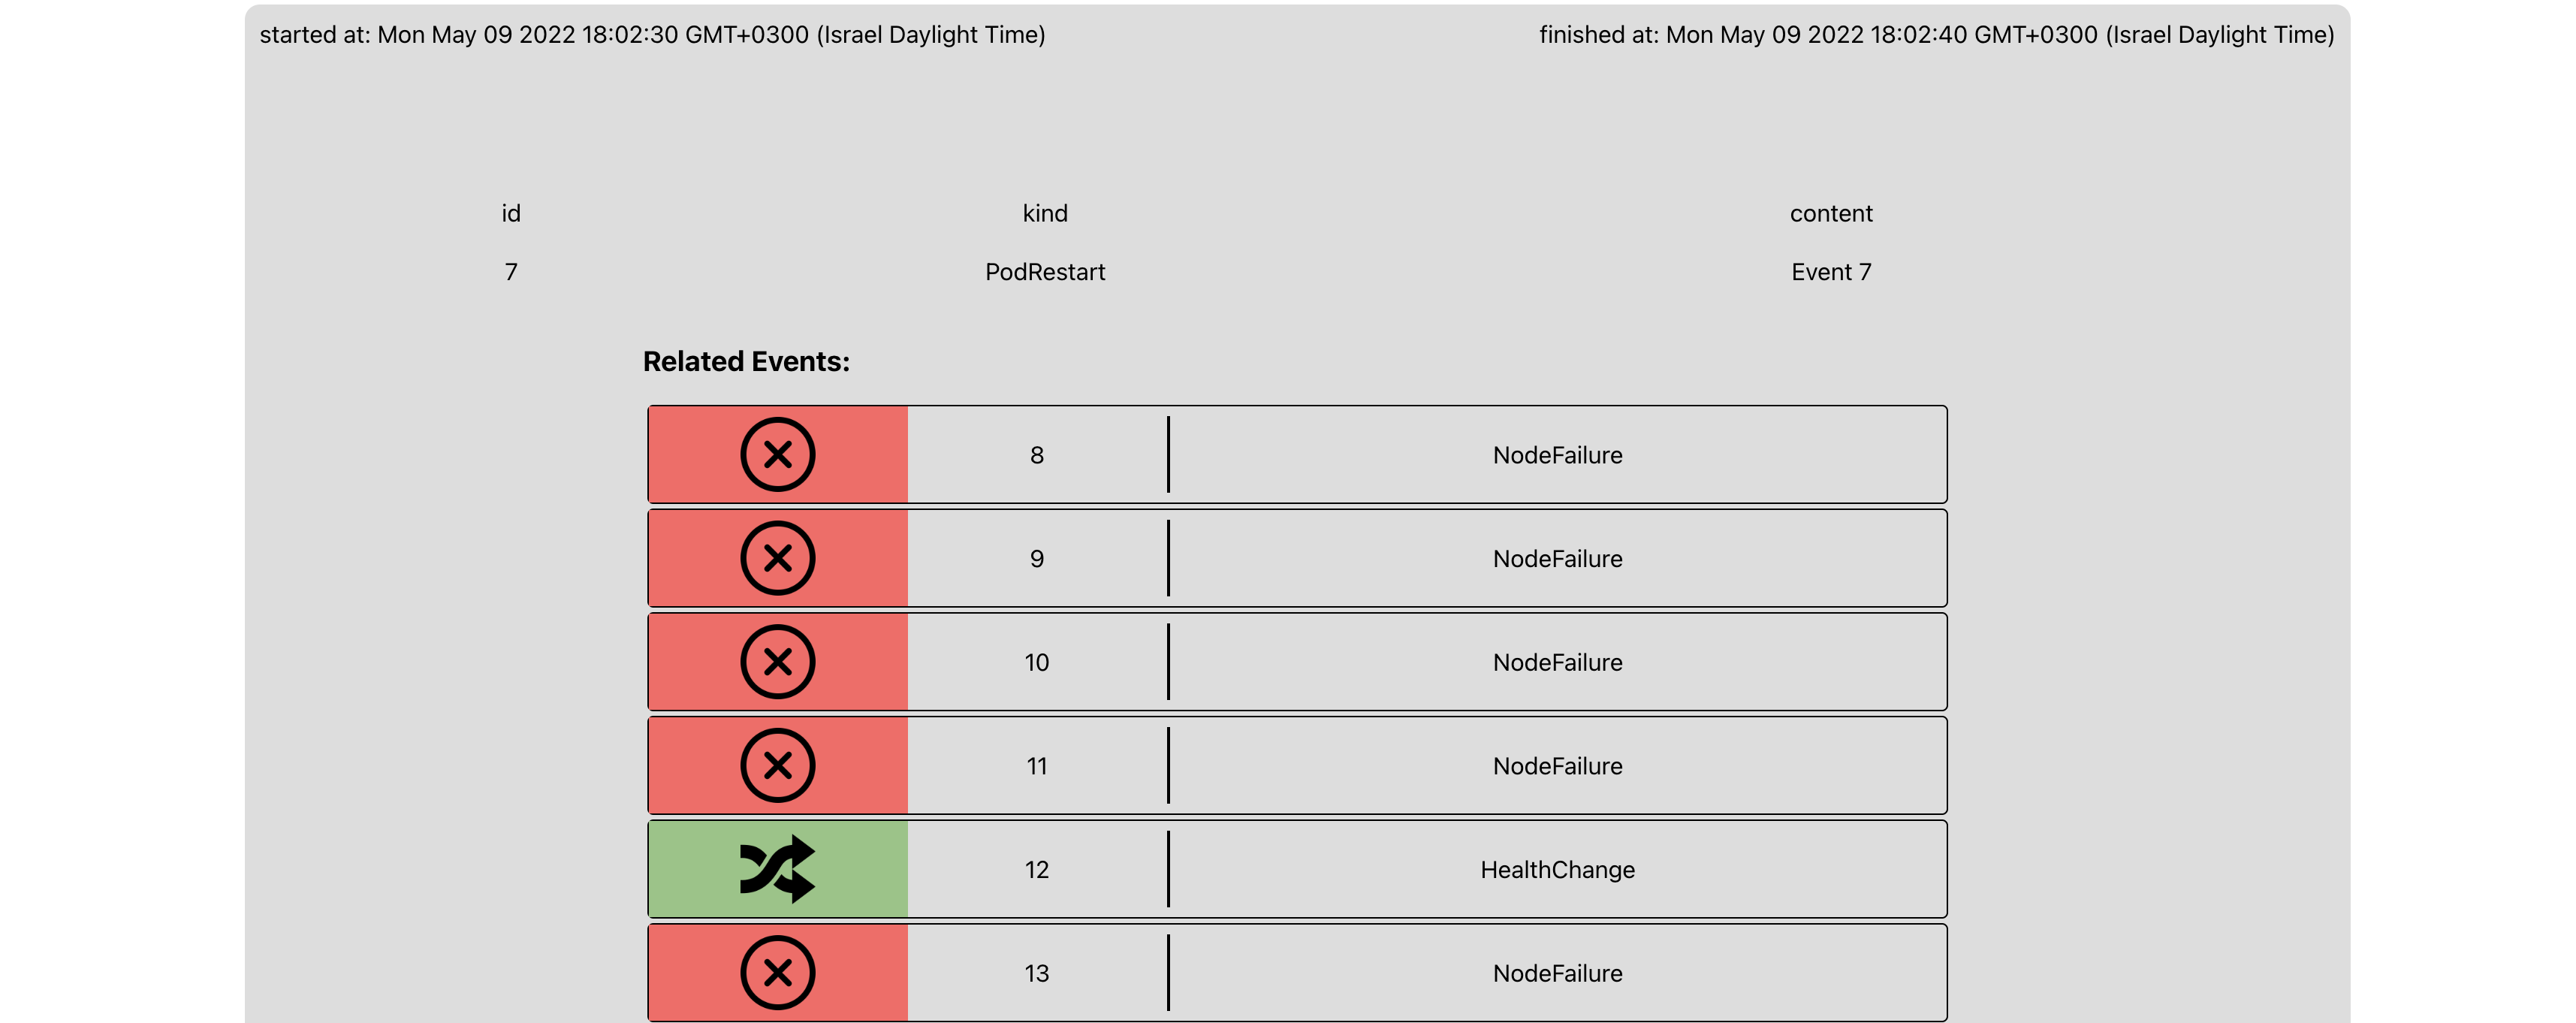 started at: Mon May 09 2022 18:02:30 GMT+0300 (Israel Daylight Time)
finished at: Mon May 09 2022 18:02:40 GMT+0300 (Israel Daylight Time)
id kind content
7 PodRestart Event 7
Related Events:
8 NodeFailure
9 NodeFailure
10 NodeFailure
11 NodeFailure
12 HealthChange
13 NodeFailure